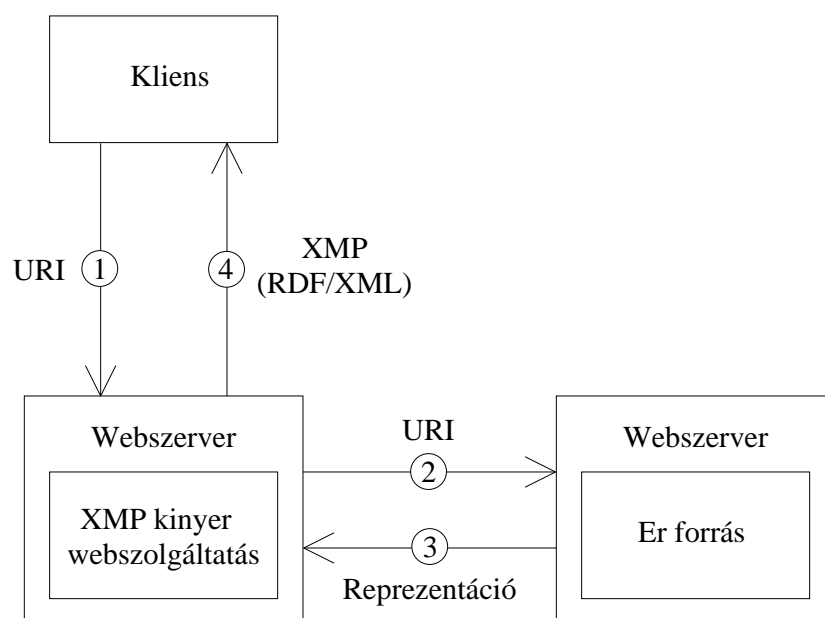 Kliens
URI
1
4
XMP
(RDF/XML)
Webszerver
XMP kinyer
webszolgáltatás
URI
2
3
Reprezentáció
Webszerver
Er forrás